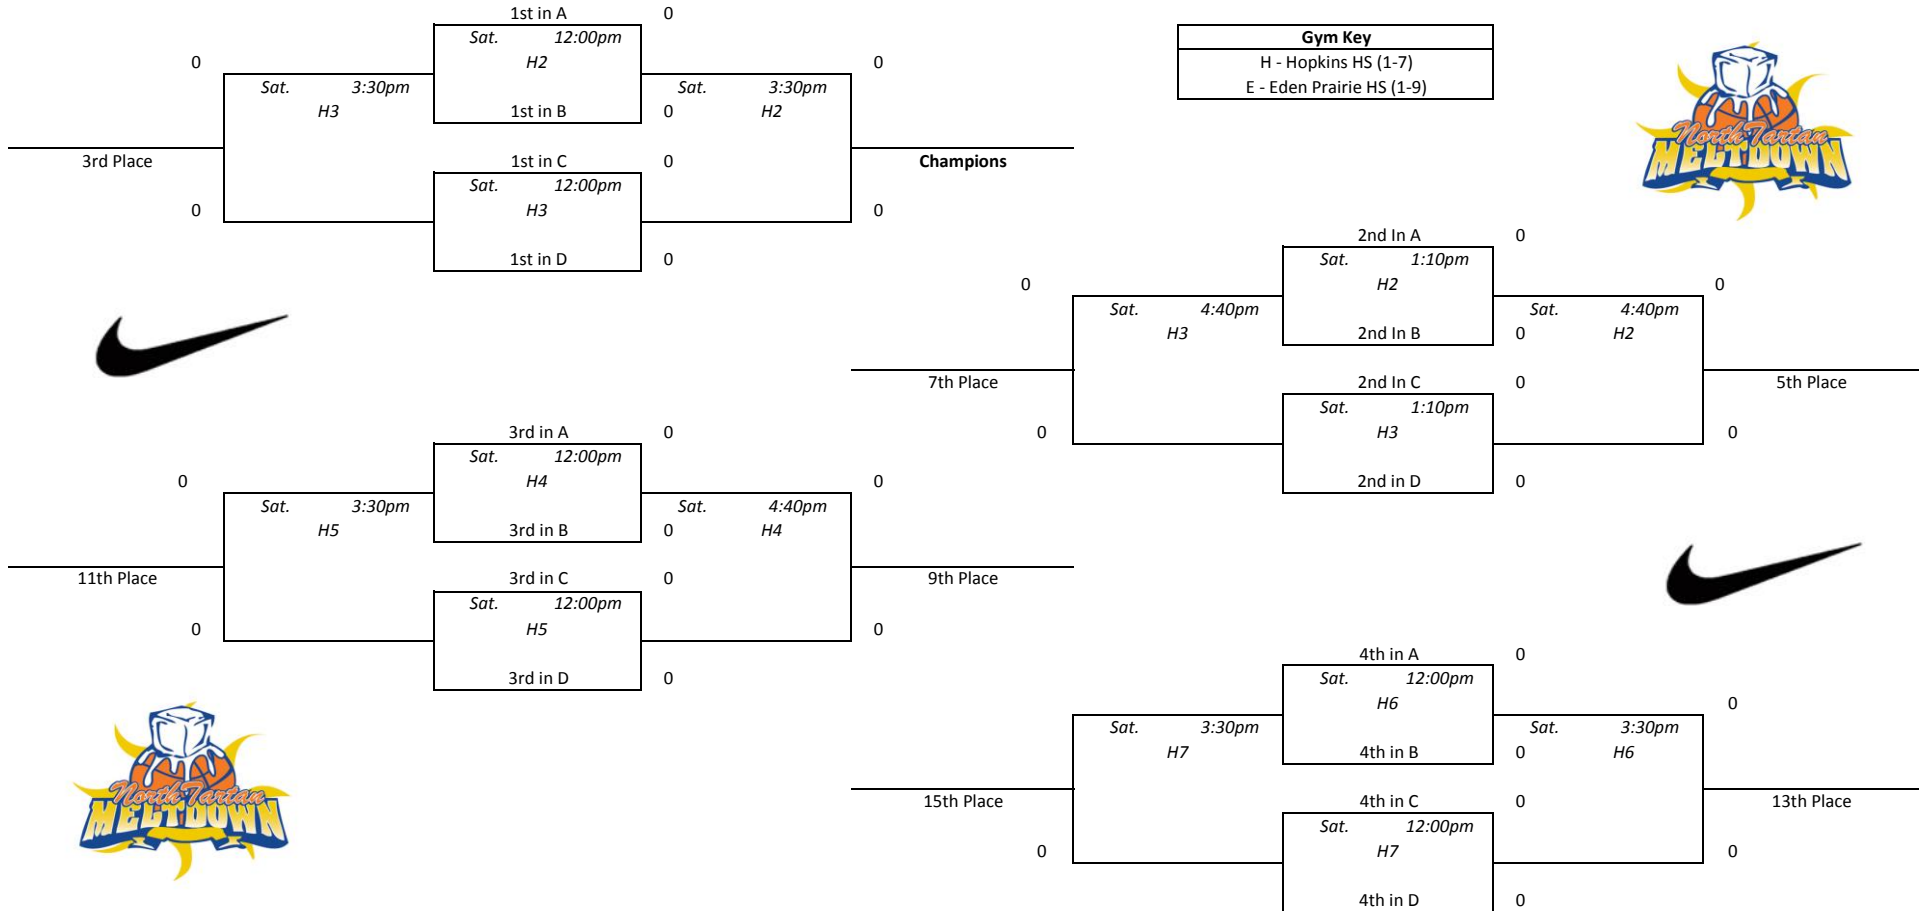 1st in A 0
Sat. 12:00pm
Gym Key
0 H2 0
H - Hopkins HS (1-7)
Sat. 3:30pm Sat. 3:30pm
E - Eden Prairie HS (1-9)
H3 1st in B 0 H2
North Tartan
MELTDOWN
3rd Place 1st in C 0 Champions
Sat. 12:00pm
0 H3 0
2nd In A 0
1st in D 0 Sat. 1:10pm
0 H2 0
Sat. 4:40pm Sat. 4:40pm
H3 2nd In B 0 H2
7th Place 2nd In C 0 5th Place
Sat. 1:10pm
3rd in A 0 0 H3 0
Sat. 12:00pm
0 H4 0 2nd in D 0
Sat. 3:30pm Sat. 4:40pm
H5 3rd in B 0 H4
11th Place 3rd in C 0 9th Place
Sat. 12:00pm
0 H5 0
4th in A 0
3rd in D 0 Sat. 12:00pm
H6 0
Sat. 3:30pm Sat. 3:30pm
H7 4th in B 0 H6
North Tartan
MELTDOWN
15th Place 4th in C 0 13th Place
Sat. 12:00pm
0 H7 0
4th in D 0